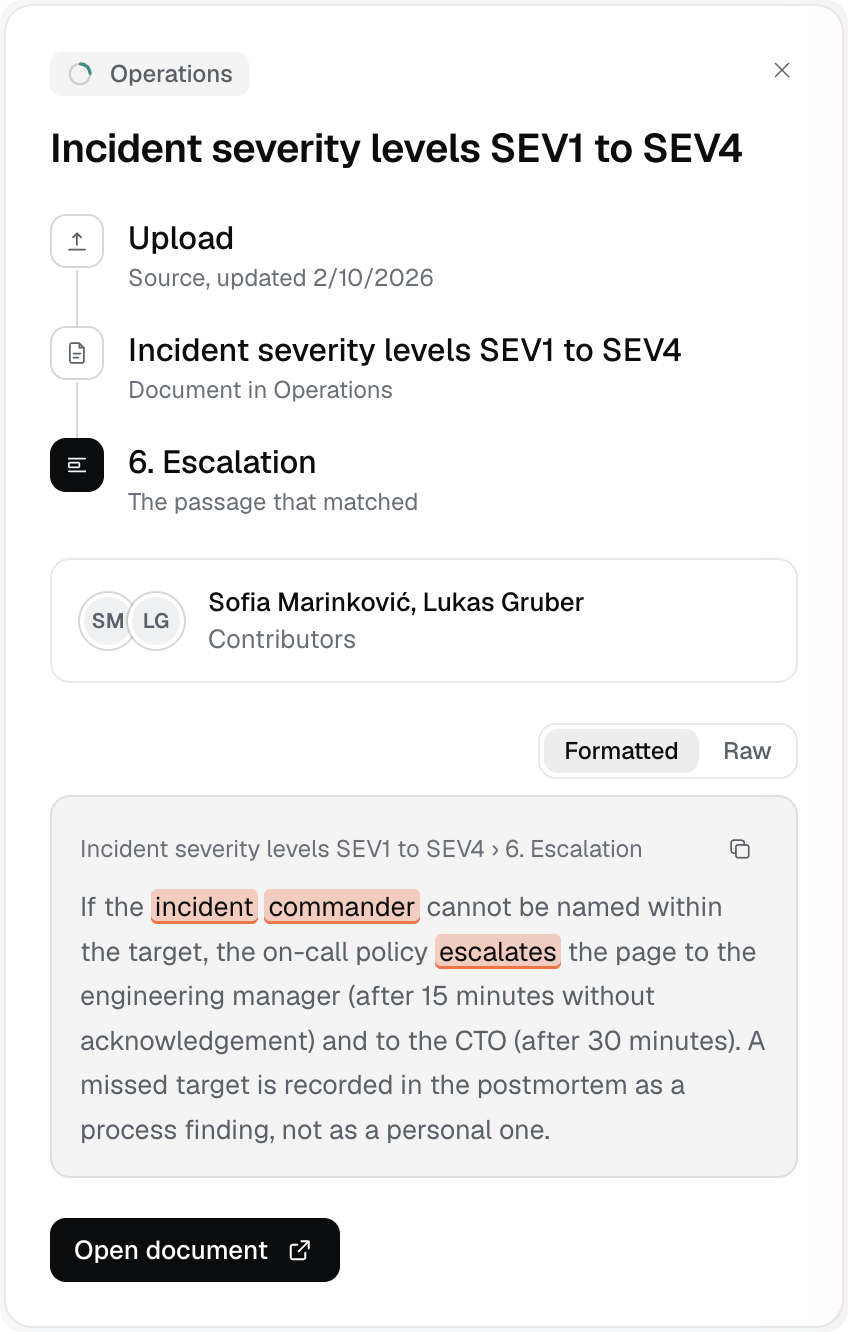 Operations
Incident severity levels SEV1 to SEV4
Upload
Source, updated 2/10/2026
Incident severity levels SEV1 to SEV4
Document in Operations
6. Escalation
The passage that matched
SM LG
Sofia Marinković, Lukas Gruber
Contributors
Formatted Raw
Incident severity levels SEV1 to SEV4 › 6. Escalation
If the incident commander cannot be named within
the target, the on-call policy escalates the page to the
engineering manager (after 15 minutes without
acknowledgement) and to the CTO (after 30 minutes). A
missed target is recorded in the postmortem as a
process finding, not as a personal one.
Open document